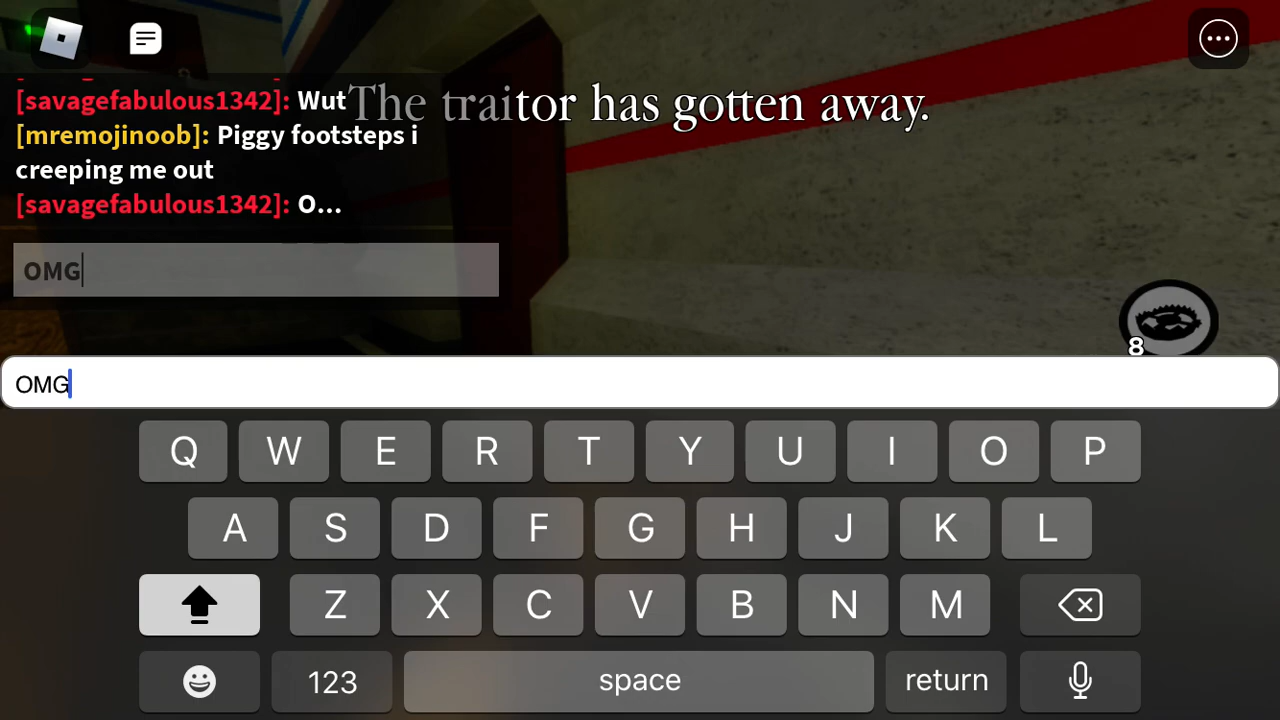 [savagefabulous1342]: Wut
The traitor has gotten away.
[mremojinoob]: Piggy footsteps i
creeping me out
[savagefabulous1342]: O...
OMG
8
OMG
Q W E R T Y U I O P
A S D F G H J K L
Z X C V B N M
123 space return